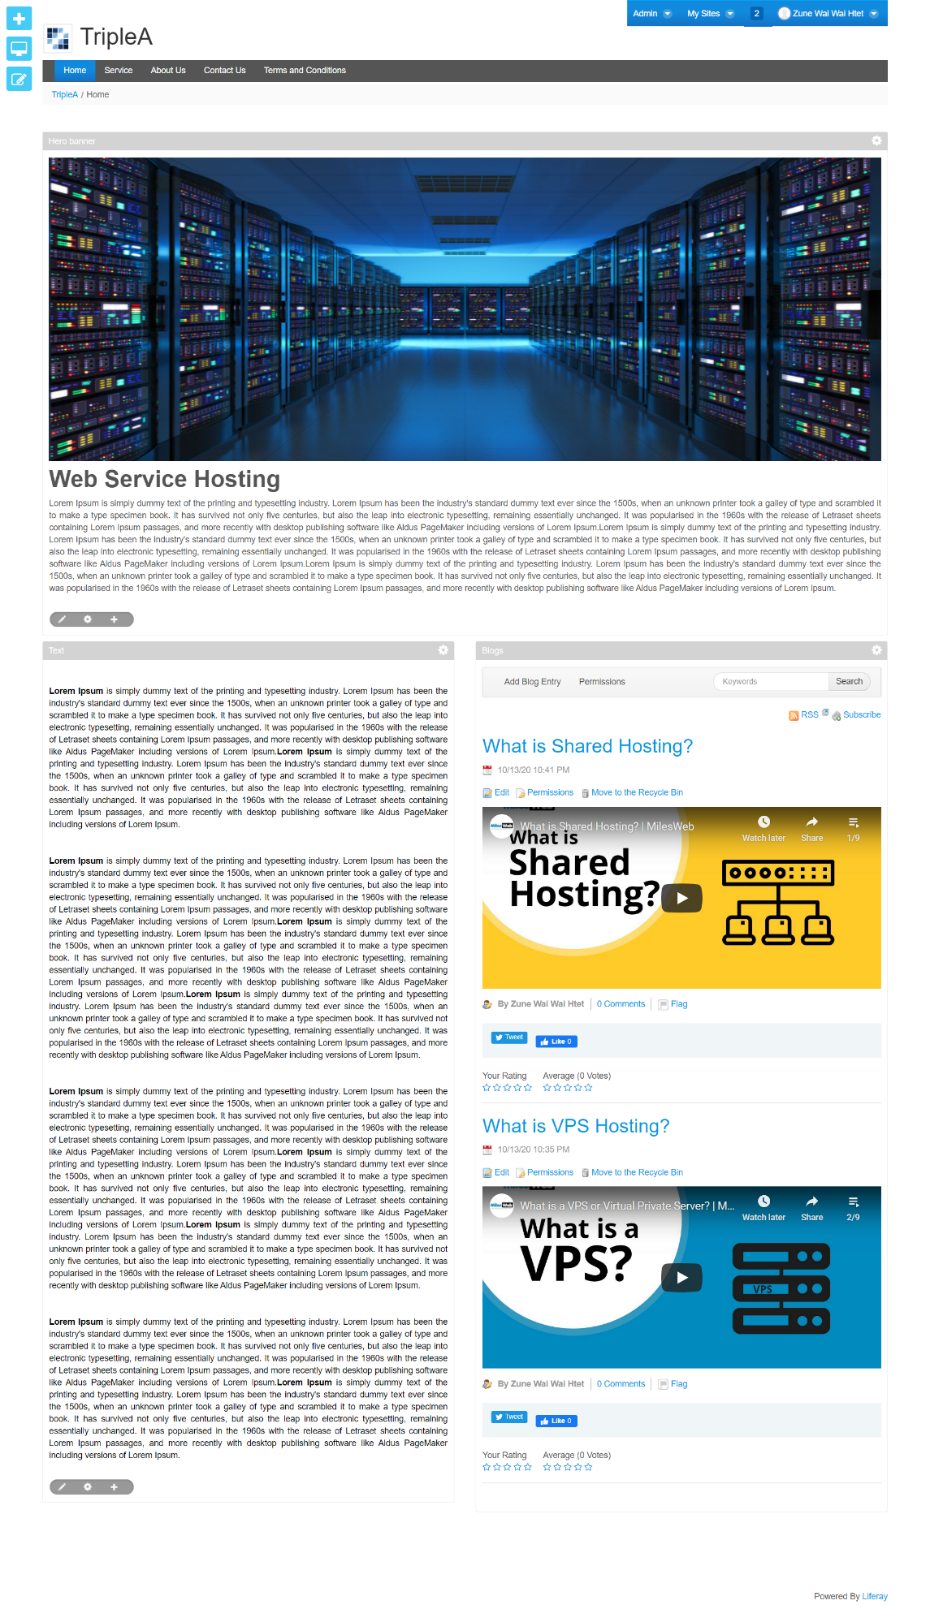 Admin My Sites 2 Zune Wai Wai Htet
TripleA
Home Service About Us Contact Us Terms and Conditions
TripleA / Home
Hero banner
Web Service Hosting
Lorem Ipsum is simply dummy text of the printing and typesetting industry. Lorem Ipsum has been the industry's standard dummy text ever since the 1500s, when an unknown printer took a galley of type and scrambled it
to make a type specimen book. It has survived not only five centuries, but also the leap into electronic typesetting, remaining essentially unchanged. It was popularised in the 1960s with the release of Letraset sheets
containing Lorem Ipsum passages, and more recently with desktop publishing software like Aldus PageMaker including versions of Lorem Ipsum.Lorem Ipsum is simply dummy text of the printing and typesetting industry.
Lorem Ipsum has been the industry's standard dummy text ever since the 1500s, when an unknown printer took a galley of type and scrambled it to make a type specimen book. It has survived not only five centuries, but
also the leap into electronic typesetting, remaining essentially unchanged. It was popularised in the 1960s with the release of Letraset sheets containing Lorem Ipsum passages, and more recently with desktop publishing
software like Aldus PageMaker including versions of Lorem Ipsum.Lorem Ipsum is simply dummy text of the printing and typesetting industry. Lorem Ipsum has been the industry's standard dummy text ever since the
1500s, when an unknown printer took a galley of type and scrambled it to make a type specimen book. It has survived not only five centuries, but also the leap into electronic typesetting, remaining essentially unchanged. It
was popularised in the 1960s with the release of Letraset sheets containing Lorem Ipsum passages, and more recently with desktop publishing software like Aldus PageMaker including versions of Lorem Ipsum.
Text
Lorem Ipsum is simply dummy text of the printing and typesetting industry. Lorem Ipsum has been the
industry's standard dummy text ever since the 1500s, when an unknown printer took a galley of type and
scrambled it to make a type specimen book. It has survived not only five centuries, but also the leap into
electronic typesetting, remaining essentially unchanged. It was popularised in the 1960s with the release
of Letraset sheets containing Lorem Ipsum passages, and more recently with desktop publishing software
like Aldus PageMaker including versions of Lorem Ipsum.Lorem Ipsum is simply dummy text of the
printing and typesetting industry. Lorem Ipsum has been the industry's standard dummy text ever since
the 1500s, when an unknown printer took a galley of type and scrambled it to make a type specimen
book. It has survived not only five centuries, but also the leap into electronic typesetting, remaining
essentially unchanged. It was popularised in the 1960s with the release of Letraset sheets containing
Lorem Ipsum passages, and more recently with desktop publishing software like Aldus PageMaker
including versions of Lorem Ipsum.
Lorem Ipsum is simply dummy text of the printing and typesetting industry. Lorem Ipsum has been the
industry's standard dummy text ever since the 1500s, when an unknown printer took a galley of type and
scrambled it to make a type specimen book. It has survived not only five centuries, but also the leap into
electronic typesetting, remaining essentially unchanged. It was popularised in the 1960s with the release
of Letraset sheets containing Lorem Ipsum passages, and more recently with desktop publishing software
like Aldus PageMaker including versions of Lorem Ipsum.Lorem Ipsum is simply dummy text of the
printing and typesetting industry. Lorem Ipsum has been the industry's standard dummy text ever since
the 1500s, when an unknown printer took a galley of type and scrambled it to make a type specimen
book. It has survived not only five centuries, but also the leap into electronic typesetting, remaining
essentially unchanged. It was popularised in the 1960s with the release of Letraset sheets containing
Lorem Ipsum passages, and more recently with desktop publishing software like Aldus PageMaker
including versions of Lorem Ipsum.Lorem Ipsum is simply dummy text of the printing and typesetting
industry. Lorem Ipsum has been the industry's standard dummy text ever since the 1500s, when an
unknown printer took a galley of type and scrambled it to make a type specimen book. It has survived not
only five centuries, but also the leap into electronic typesetting, remaining essentially unchanged. It was
popularised in the 1960s with the release of Letraset sheets containing Lorem Ipsum passages, and more
recently with desktop publishing software like Aldus PageMaker including versions of Lorem Ipsum.
Lorem Ipsum is simply dummy text of the printing and typesetting industry. Lorem Ipsum has been the
industry's standard dummy text ever since the 1500s, when an unknown printer took a galley of type and
scrambled it to make a type specimen book. It has survived not only five centuries, but also the leap into
electronic typesetting, remaining essentially unchanged. It was popularised in the 1960s with the release
of Letraset sheets containing Lorem Ipsum passages, and more recently with desktop publishing software
like Aldus PageMaker including versions of Lorem Ipsum.Lorem Ipsum is simply dummy text of the
printing and typesetting industry. Lorem Ipsum has been the industry's standard dummy text ever since
the 1500s, when an unknown printer took a galley of type and scrambled it to make a type specimen
book. It has survived not only five centuries, but also the leap into electronic typesetting, remaining
essentially unchanged. It was popularised in the 1960s with the release of Letraset sheets containing
Lorem Ipsum passages, and more recently with desktop publishing software like Aldus PageMaker
including versions of Lorem Ipsum.Lorem Ipsum is simply dummy text of the printing and typesetting
industry. Lorem Ipsum has been the industry's standard dummy text ever since the 1500s, when an
unknown printer took a galley of type and scrambled it to make a type specimen book. It has survived not
only five centuries, but also the leap into electronic typesetting, remaining essentially unchanged. It was
popularised in the 1960s with the release of Letraset sheets containing Lorem Ipsum passages, and more
recently with desktop publishing software like Aldus PageMaker including versions of Lorem Ipsum.
Lorem Ipsum is simply dummy text of the printing and typesetting industry. Lorem Ipsum has been the
industry's standard dummy text ever since the 1500s, when an unknown printer took a galley of type and
scrambled it to make a type specimen book. It has survived not only five centuries, but also the leap into
electronic typesetting, remaining essentially unchanged. It was popularised in the 1960s with the release
of Letraset sheets containing Lorem Ipsum passages, and more recently with desktop publishing software
like Aldus PageMaker including versions of Lorem Ipsum.Lorem Ipsum is simply dummy text of the
printing and typesetting industry. Lorem Ipsum has been the industry's standard dummy text ever since
the 1500s, when an unknown printer took a galley of type and scrambled it to make a type specimen
book. It has survived not only five centuries, but also the leap into electronic typesetting, remaining
essentially unchanged. It was popularised in the 1960s with the release of Letraset sheets containing
Lorem Ipsum passages, and more recently with desktop publishing software like Aldus PageMaker
including versions of Lorem Ipsum.
Blogs
Add Blog Entry Permissions Keywords Search
RSS Subscribe
What is Shared Hosting?
10/13/20 10:41 PM
Edit Permissions Move to the Recycle Bin
What is Shared Hosting? | MilesWeb
Watch later Share 1/9
What is
Shared
Hosting?
By Zune Wai Wai Htet 0 Comments Flag
Tweet Like 0
Your Rating Average (0 Votes)
What is VPS Hosting?
10/13/20 10:35 PM
Edit Permissions Move to the Recycle Bin
What is a VPS or Virtual Private Server? | M...
Watch later Share 2/9
What is a
VPS?
VPS
By Zune Wai Wai Htet 0 Comments Flag
Tweet Like 0
Your Rating Average (0 Votes)
Powered By Liferay